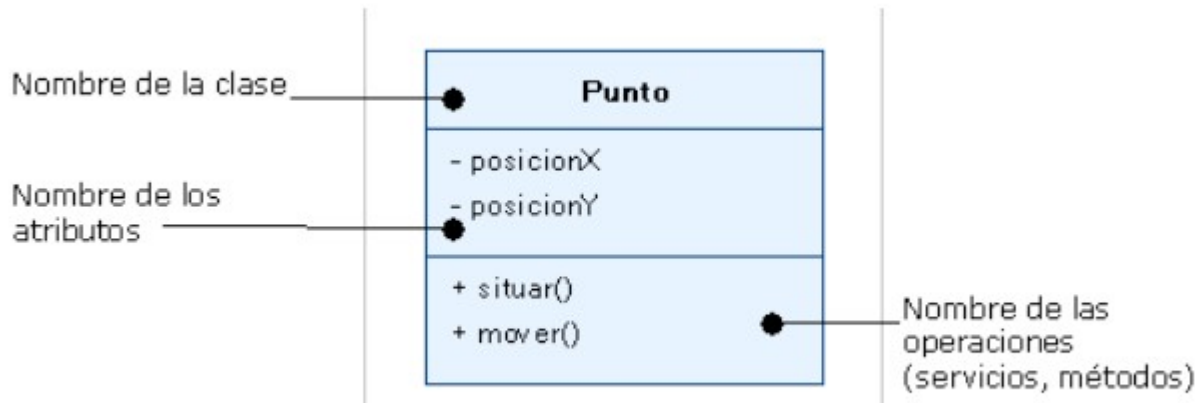 Nombre de la clase
Punto
- posicionX
- posicionY
Nombre de los
atributos
+ situar()
+ mover()
Nombre de las
operaciones
(servicios, métodos)